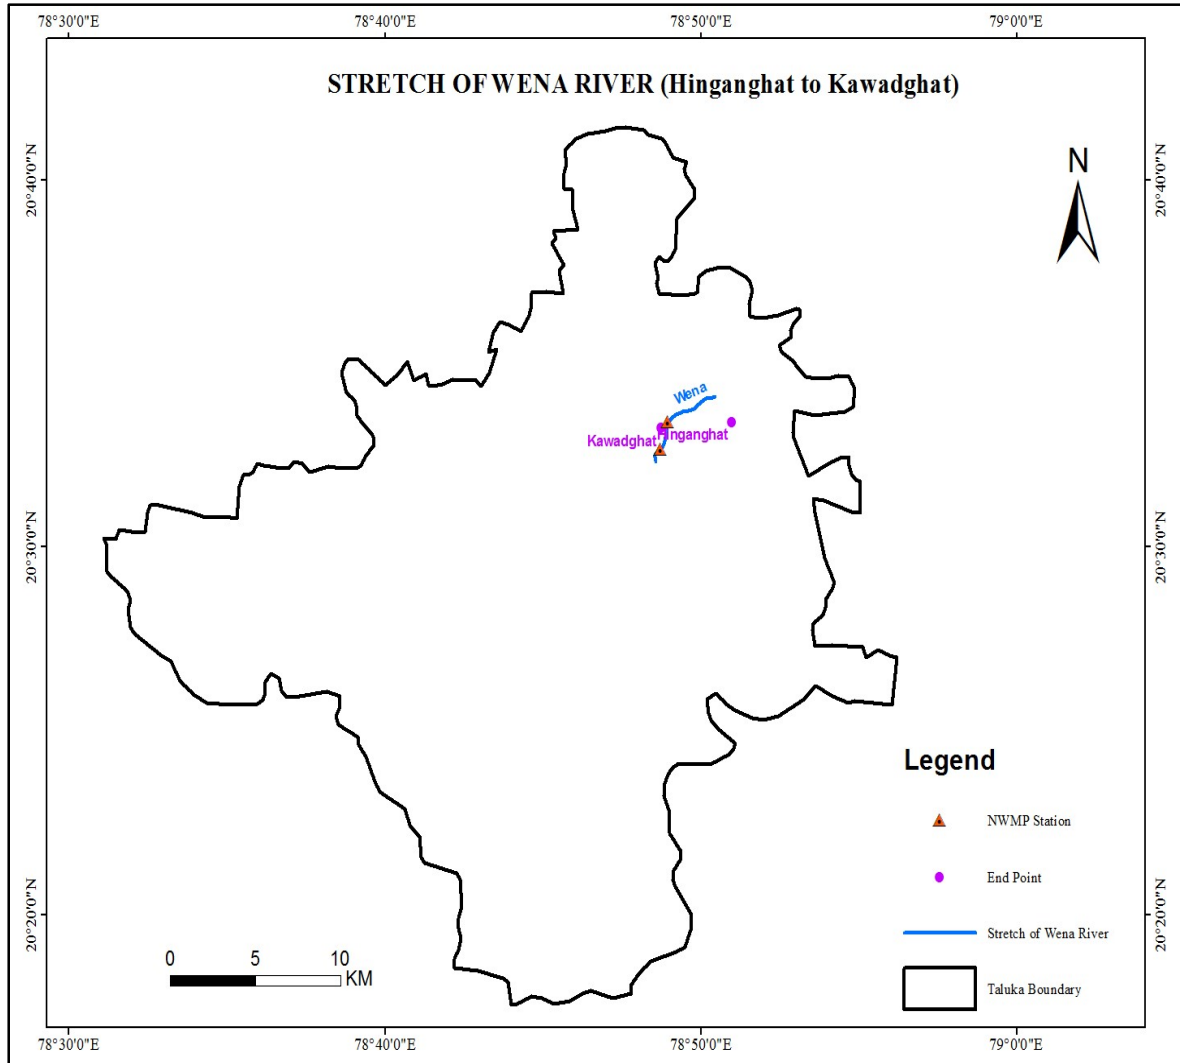 78°30'0"E 78°40'0"E 78°50'0"E 79°0'0"E
STRETCH OF WENA RIVER (Hinganghat to Kawadghat)
N
20°40'0"N 20°40'0"N
Wena
Kawadghat Hinganghat
20°30'0"N 20°30'0"N
Legend
NWMP Station
End Point
20°20'0"N 20°20'0"N
Stretch of Wena River
0 5 10
KM
Taluka Boundary
78°30'0"E 78°40'0"E 78°50'0"E 79°0'0"E